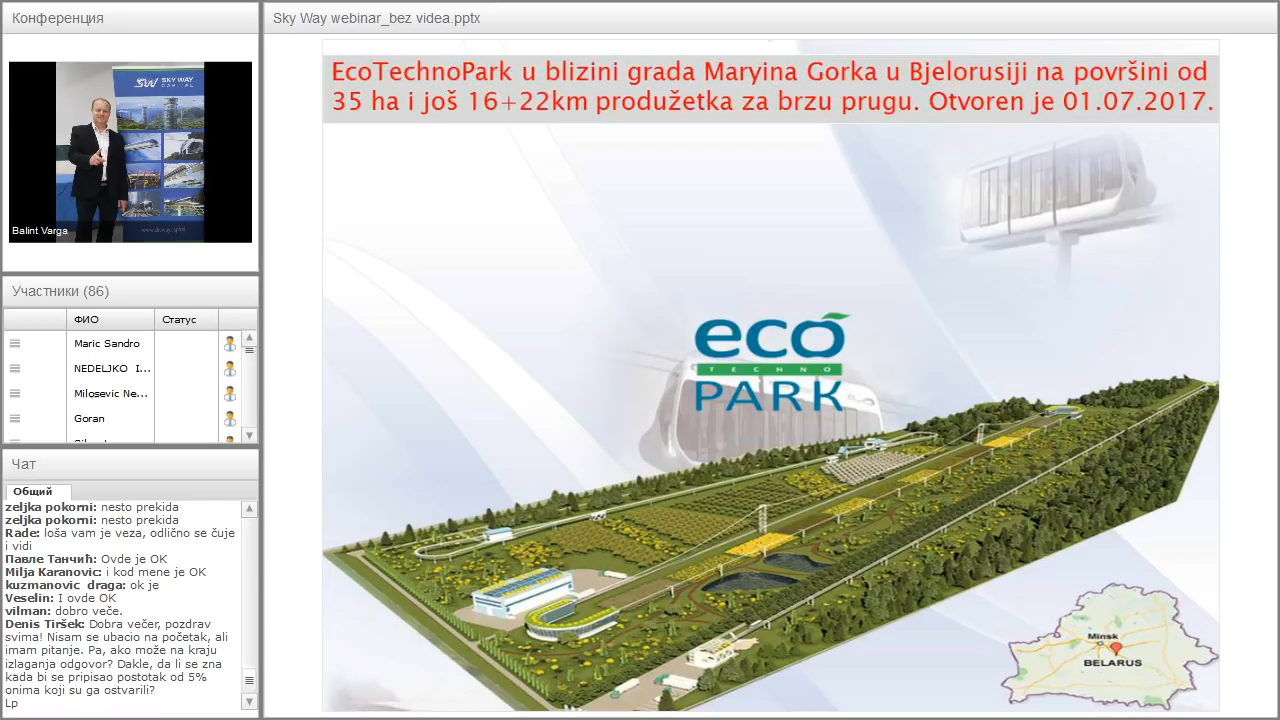 Конференция
SKY WAY
CAPITAL
Balint Varga
Участники (86)
ФИО Статус
Maric Sandro
NEDELJKO I...
Milosevic Ne...
Goran
Чат
Общий
zeljka pokorni: nesto prekida
zeljka pokorni: nesto prekida
Rade: loša vam je veza, odlično se čuje
i vidi
Павле Танчић: Ovde je OK
Milja Karanovic: i kod mene je OK
kuzmanovic draga: ok je
Veselin: I ovde OK
vilman: dobro veče.
Denis Tiršek: Dobra večer, pozdrav
svima! Nisam se ubacio na početak, ali
imam pitanje. Pa, ako može na kraju
izlaganja odgovor? Dakle, da li se zna
kada bi se pripisao postotak od 5%
onima koji su ga ostvarili?
Lp
Sky Way webinar_bez videa.pptx
EcoTechnoPark u blizini grada Maryina Gorka u Bjelorusiji na površini od
35 ha i još 16+22km produžetka za brzu prugu. Otvoren je 01.07.2017.
eco
TECHNO
PARK
Minsk
BELARUS